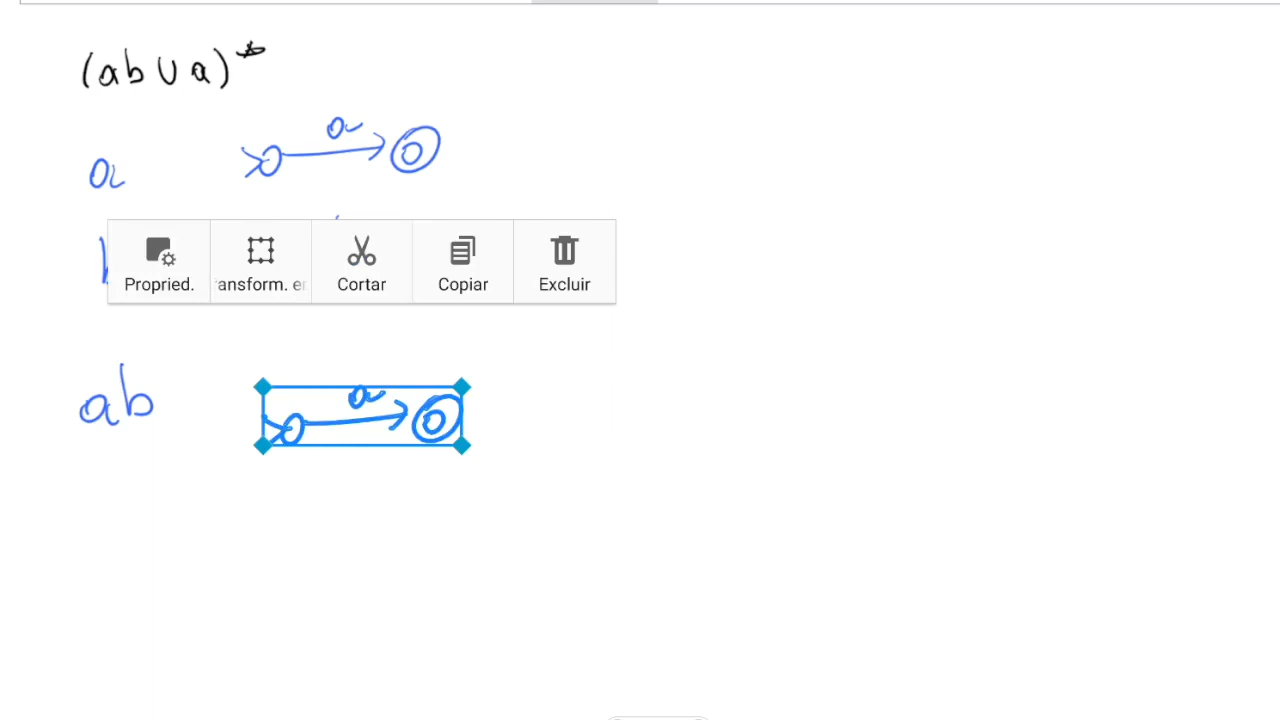 (ab∪a)*
a
a
Propried. ansform. e Cortar Copiar Excluir
a
ab